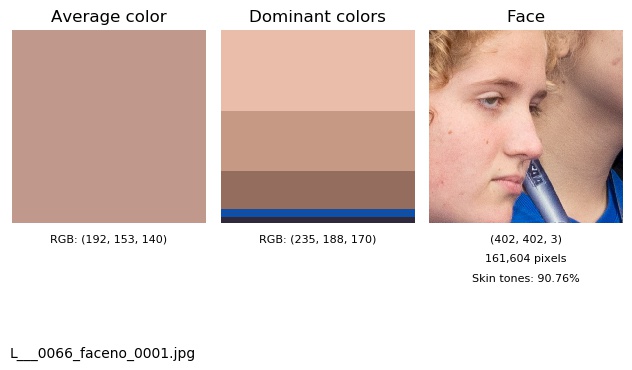 Average color
Dominant colors
Face
RGB: (192, 153, 140)
RGB: (235, 188, 170)
(402, 402, 3)
161,604 pixels
Skin tones: 90.76%
L___0066_faceno_0001.jpg